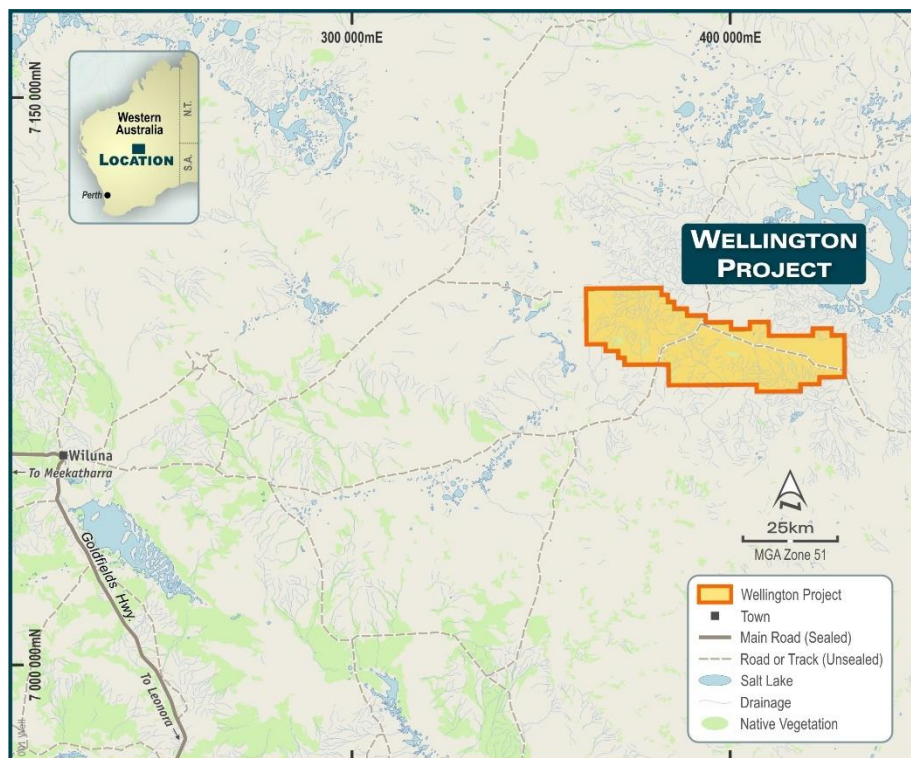 300 000mE
400 000mE
7 150 000mN
Western
Australia
LOCATION
N.T.
S.A.
Perth
WELLINGTON
PROJECT
Wiluna
To Meekatharra
Goldfields Hwy.
To Leonora
7 000 000mN
N
25km
MGA Zone 51
Wellington Project
Town
Main Road (Sealed)
Road or Track (Unsealed)
Salt Lake
Drainage
Native Vegetation